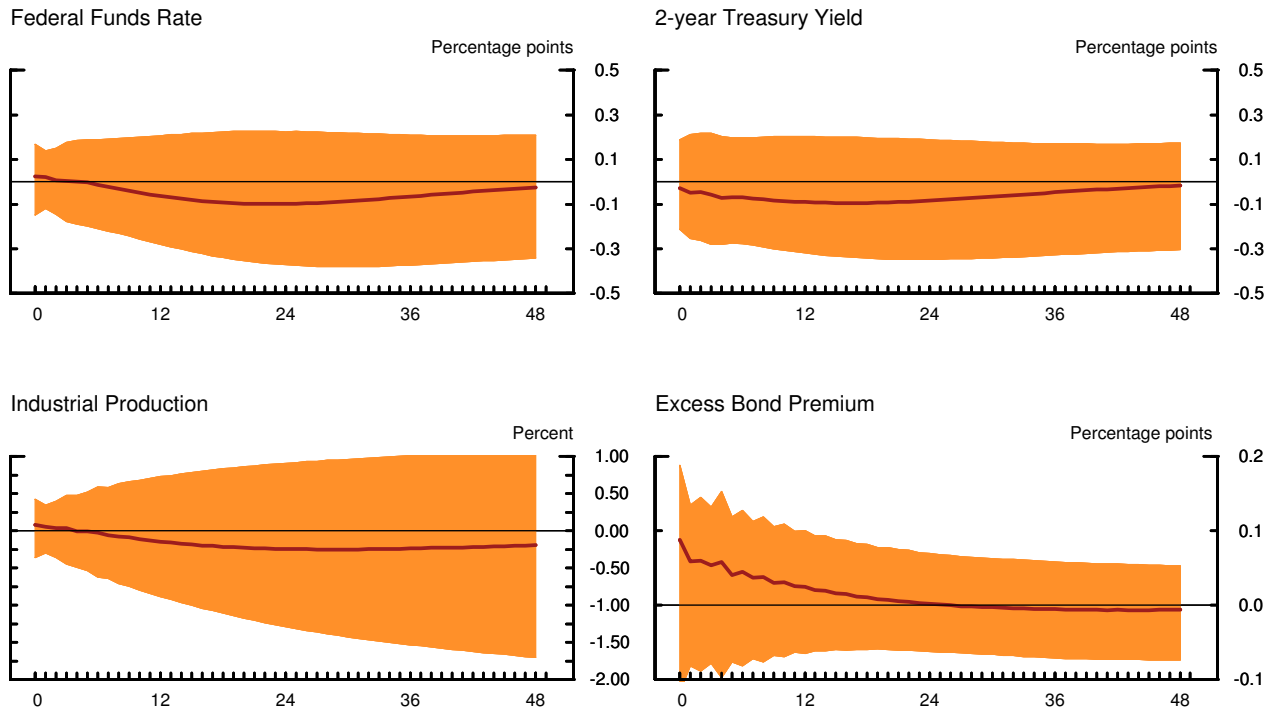 Federal Funds Rate
Percentage points
0.5
0.3
0.1
-0.1
-0.3
-0.5
0 12 24 36 48
2-year Treasury Yield
Percentage points
0.5
0.3
0.1
-0.1
-0.3
-0.5
0 12 24 36 48
Industrial Production
Percent
1.00
0.50
0.00
-0.50
-1.00
-1.50
-2.00
0 12 24 36 48
Excess Bond Premium
Percentage points
0.2
0.1
0.0
-0.1
0 12 24 36 48